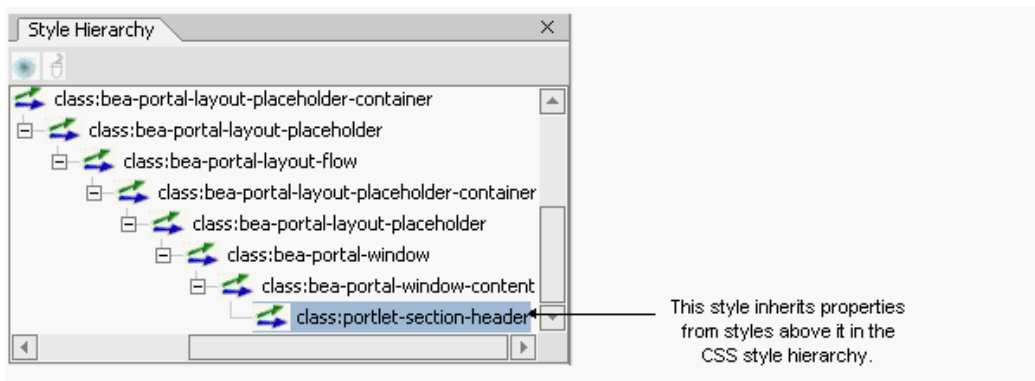 Style Hierarchy
class:bea-portal-layout-placeholder-container
class:bea-portal-layout-placeholder
class:bea-portal-layout-flow
class:bea-portal-layout-placeholder-container
class:bea-portal-layout-placeholder
class:bea-portal-window
class:bea-portal-window-content
class:portlet-section-header
This style inherits properties
from styles above it in the
CSS style hierarchy.